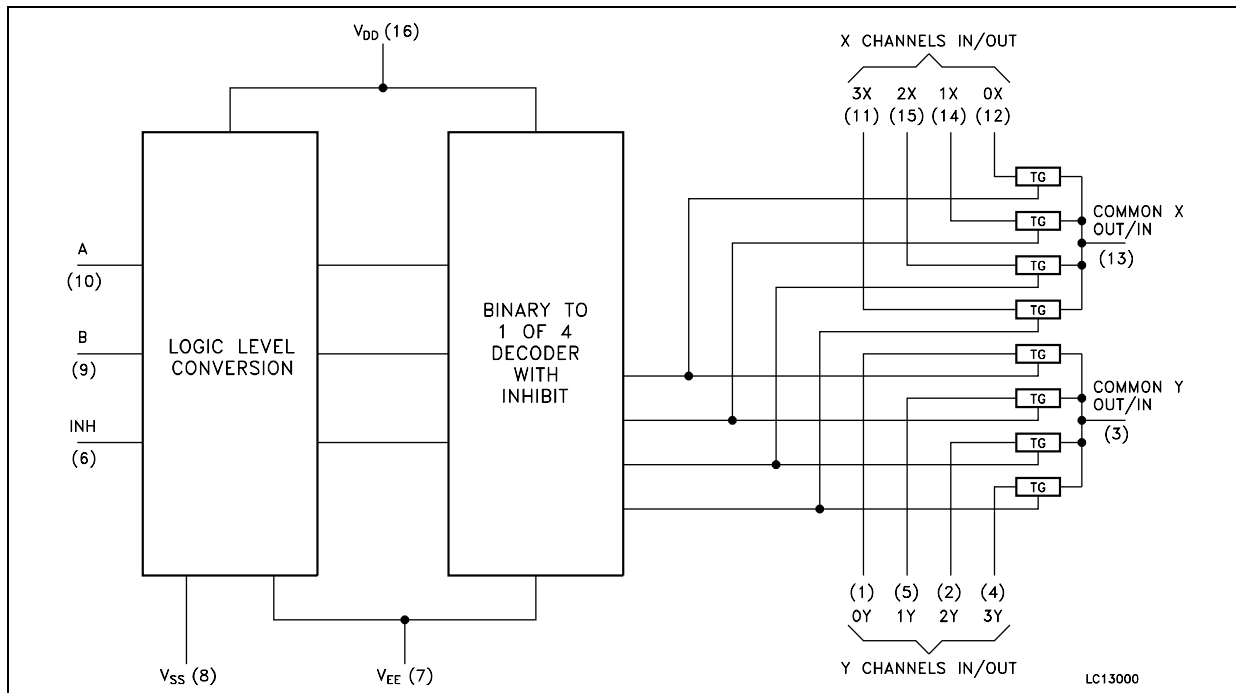 VDD (16)
X CHANNELS IN/OUT
3X 2X 1X 0X
(11) (15) (14) (12)
TG
TG
TG
TG
COMMON X
OUT/IN
(13)
A
(10)
B
(9)
INH
(6)
LOGIC LEVEL
CONVERSION
BINARY TO
1 OF 4
DECODER
WITH
INHIBIT
TG
TG
TG
TG
COMMON Y
OUT/IN
(3)
(1) (5) (2) (4)
0Y 1Y 2Y 3Y
Y CHANNELS IN/OUT
VSS (8)
VEE (7)
LC13000